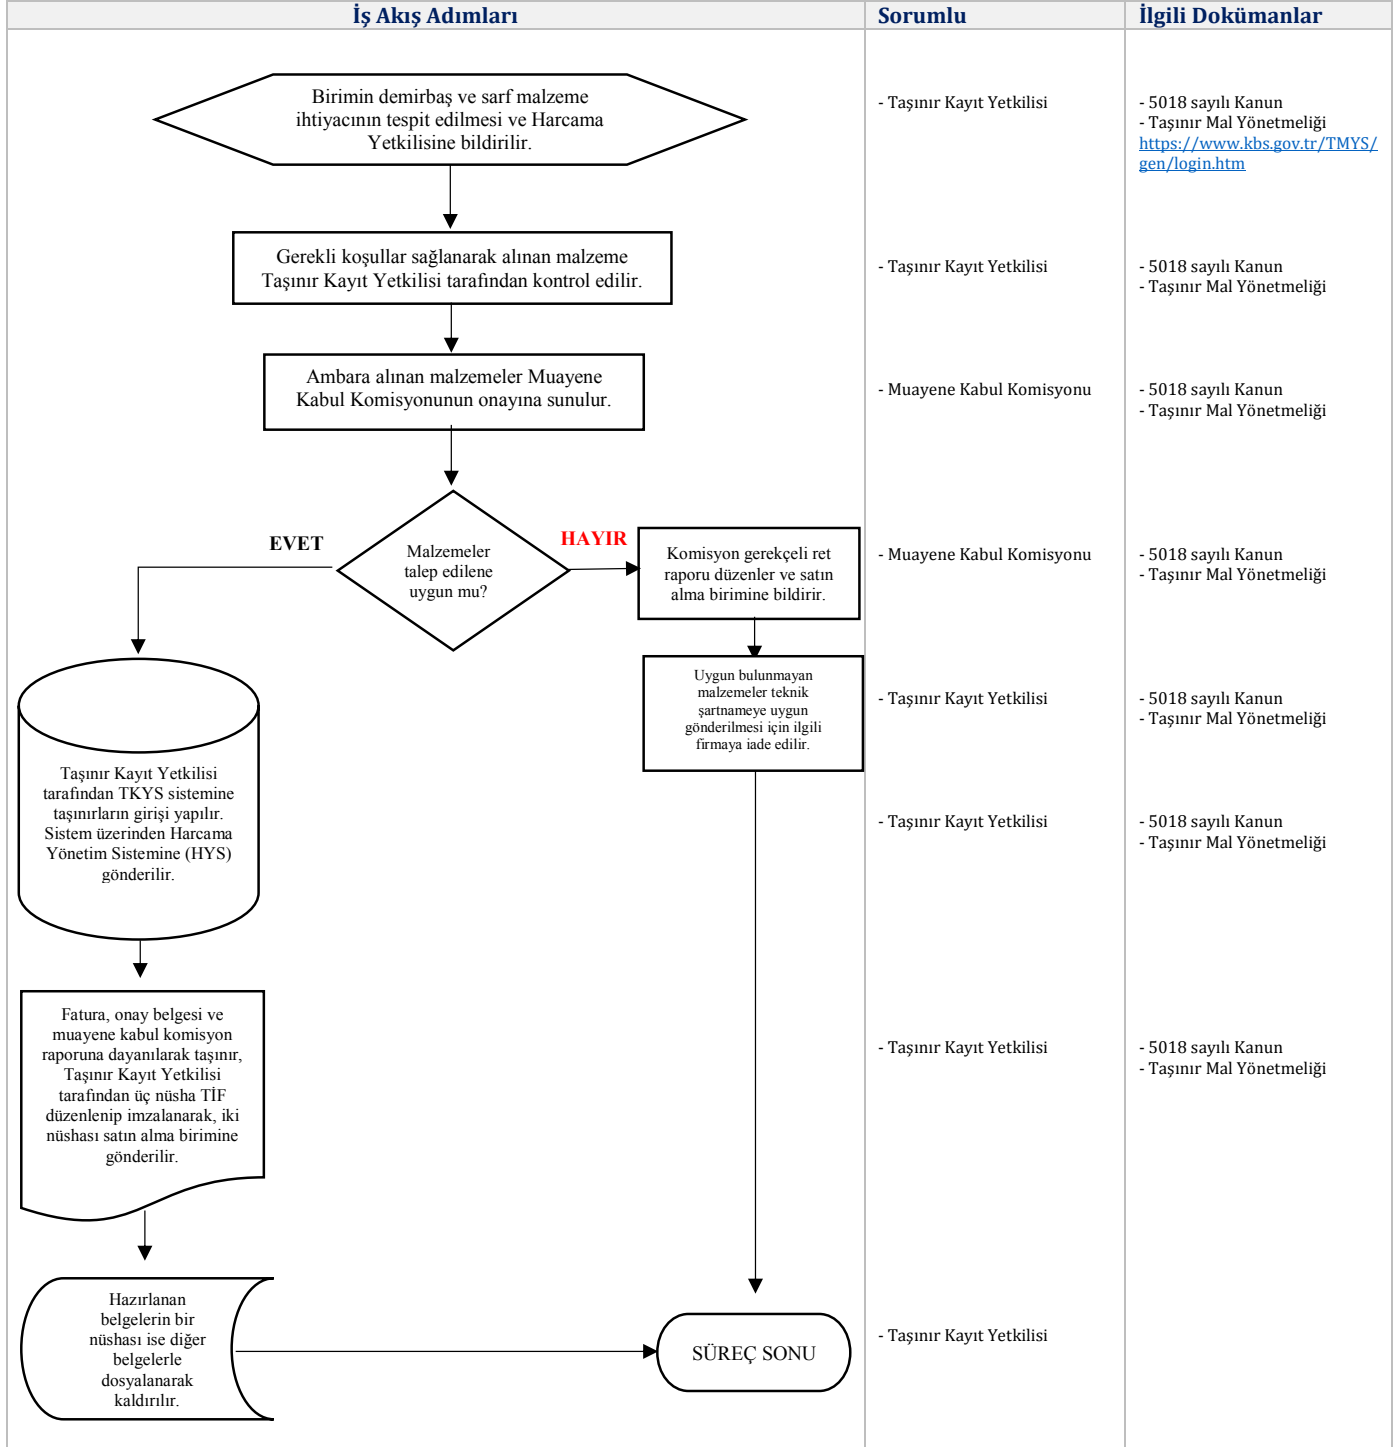 İş Akış Adımları
Sorumlu
İlgili Dokümanlar
Birimin demirbaş ve sarf malzeme
ihtiyacının tespit edilmesi ve Harcama
Yetkilisine bildirilir.
- Taşınır Kayıt Yetkilisi
- 5018 sayılı Kanun
- Taşınır Mal Yönetmeliği
https://www.kbs.gov.tr/TMYS/
gen/login.htm
Gerekli koşullar sağlanarak alınan malzeme
Taşınır Kayıt Yetkilisi tarafından kontrol edilir.
- Taşınır Kayıt Yetkilisi
- 5018 sayılı Kanun
- Taşınır Mal Yönetmeliği
Ambara alınan malzemeler Muayene
Kabul Komisyonunun onayına sunulur.
- Muayene Kabul Komisyonu
- 5018 sayılı Kanun
- Taşınır Mal Yönetmeliği
EVET
Malzemeler
talep edilene
uygun mu?
HAYIR
Komisyon gerekçeli ret
raporu düzenler ve satın
alma birimine bildirir.
- Muayene Kabul Komisyonu
- 5018 sayılı Kanun
- Taşınır Mal Yönetmeliği
Uygun bulunmayan
malzemeler teknik
şartnameye uygun
gönderilmesi için ilgili
firmaya iade edilir.
- Taşınır Kayıt Yetkilisi
- 5018 sayılı Kanun
- Taşınır Mal Yönetmeliği
Taşınır Kayıt Yetkilisi
tarafından TKYS sistemine
taşınırların girişi yapılır.
Sistem üzerinden Harcama
Yönetim Sistemine (HYS)
gönderilir.
- Taşınır Kayıt Yetkilisi
- 5018 sayılı Kanun
- Taşınır Mal Yönetmeliği
Fatura, onay belgesi ve
muayene kabul komisyon
raporuna dayanılarak taşınır,
Taşınır Kayıt Yetkilisi
tarafından üç nüsha TİF
düzenlenip imzalanarak, iki
nüshası satın alma birimine
gönderilir.
- Taşınır Kayıt Yetkilisi
- 5018 sayılı Kanun
- Taşınır Mal Yönetmeliği
Hazırlanan
belgelerin bir
nüshası ise diğer
belgelerle
dosyalanarak
kaldırılır.
SÜREÇ SONU
- Taşınır Kayıt Yetkilisi